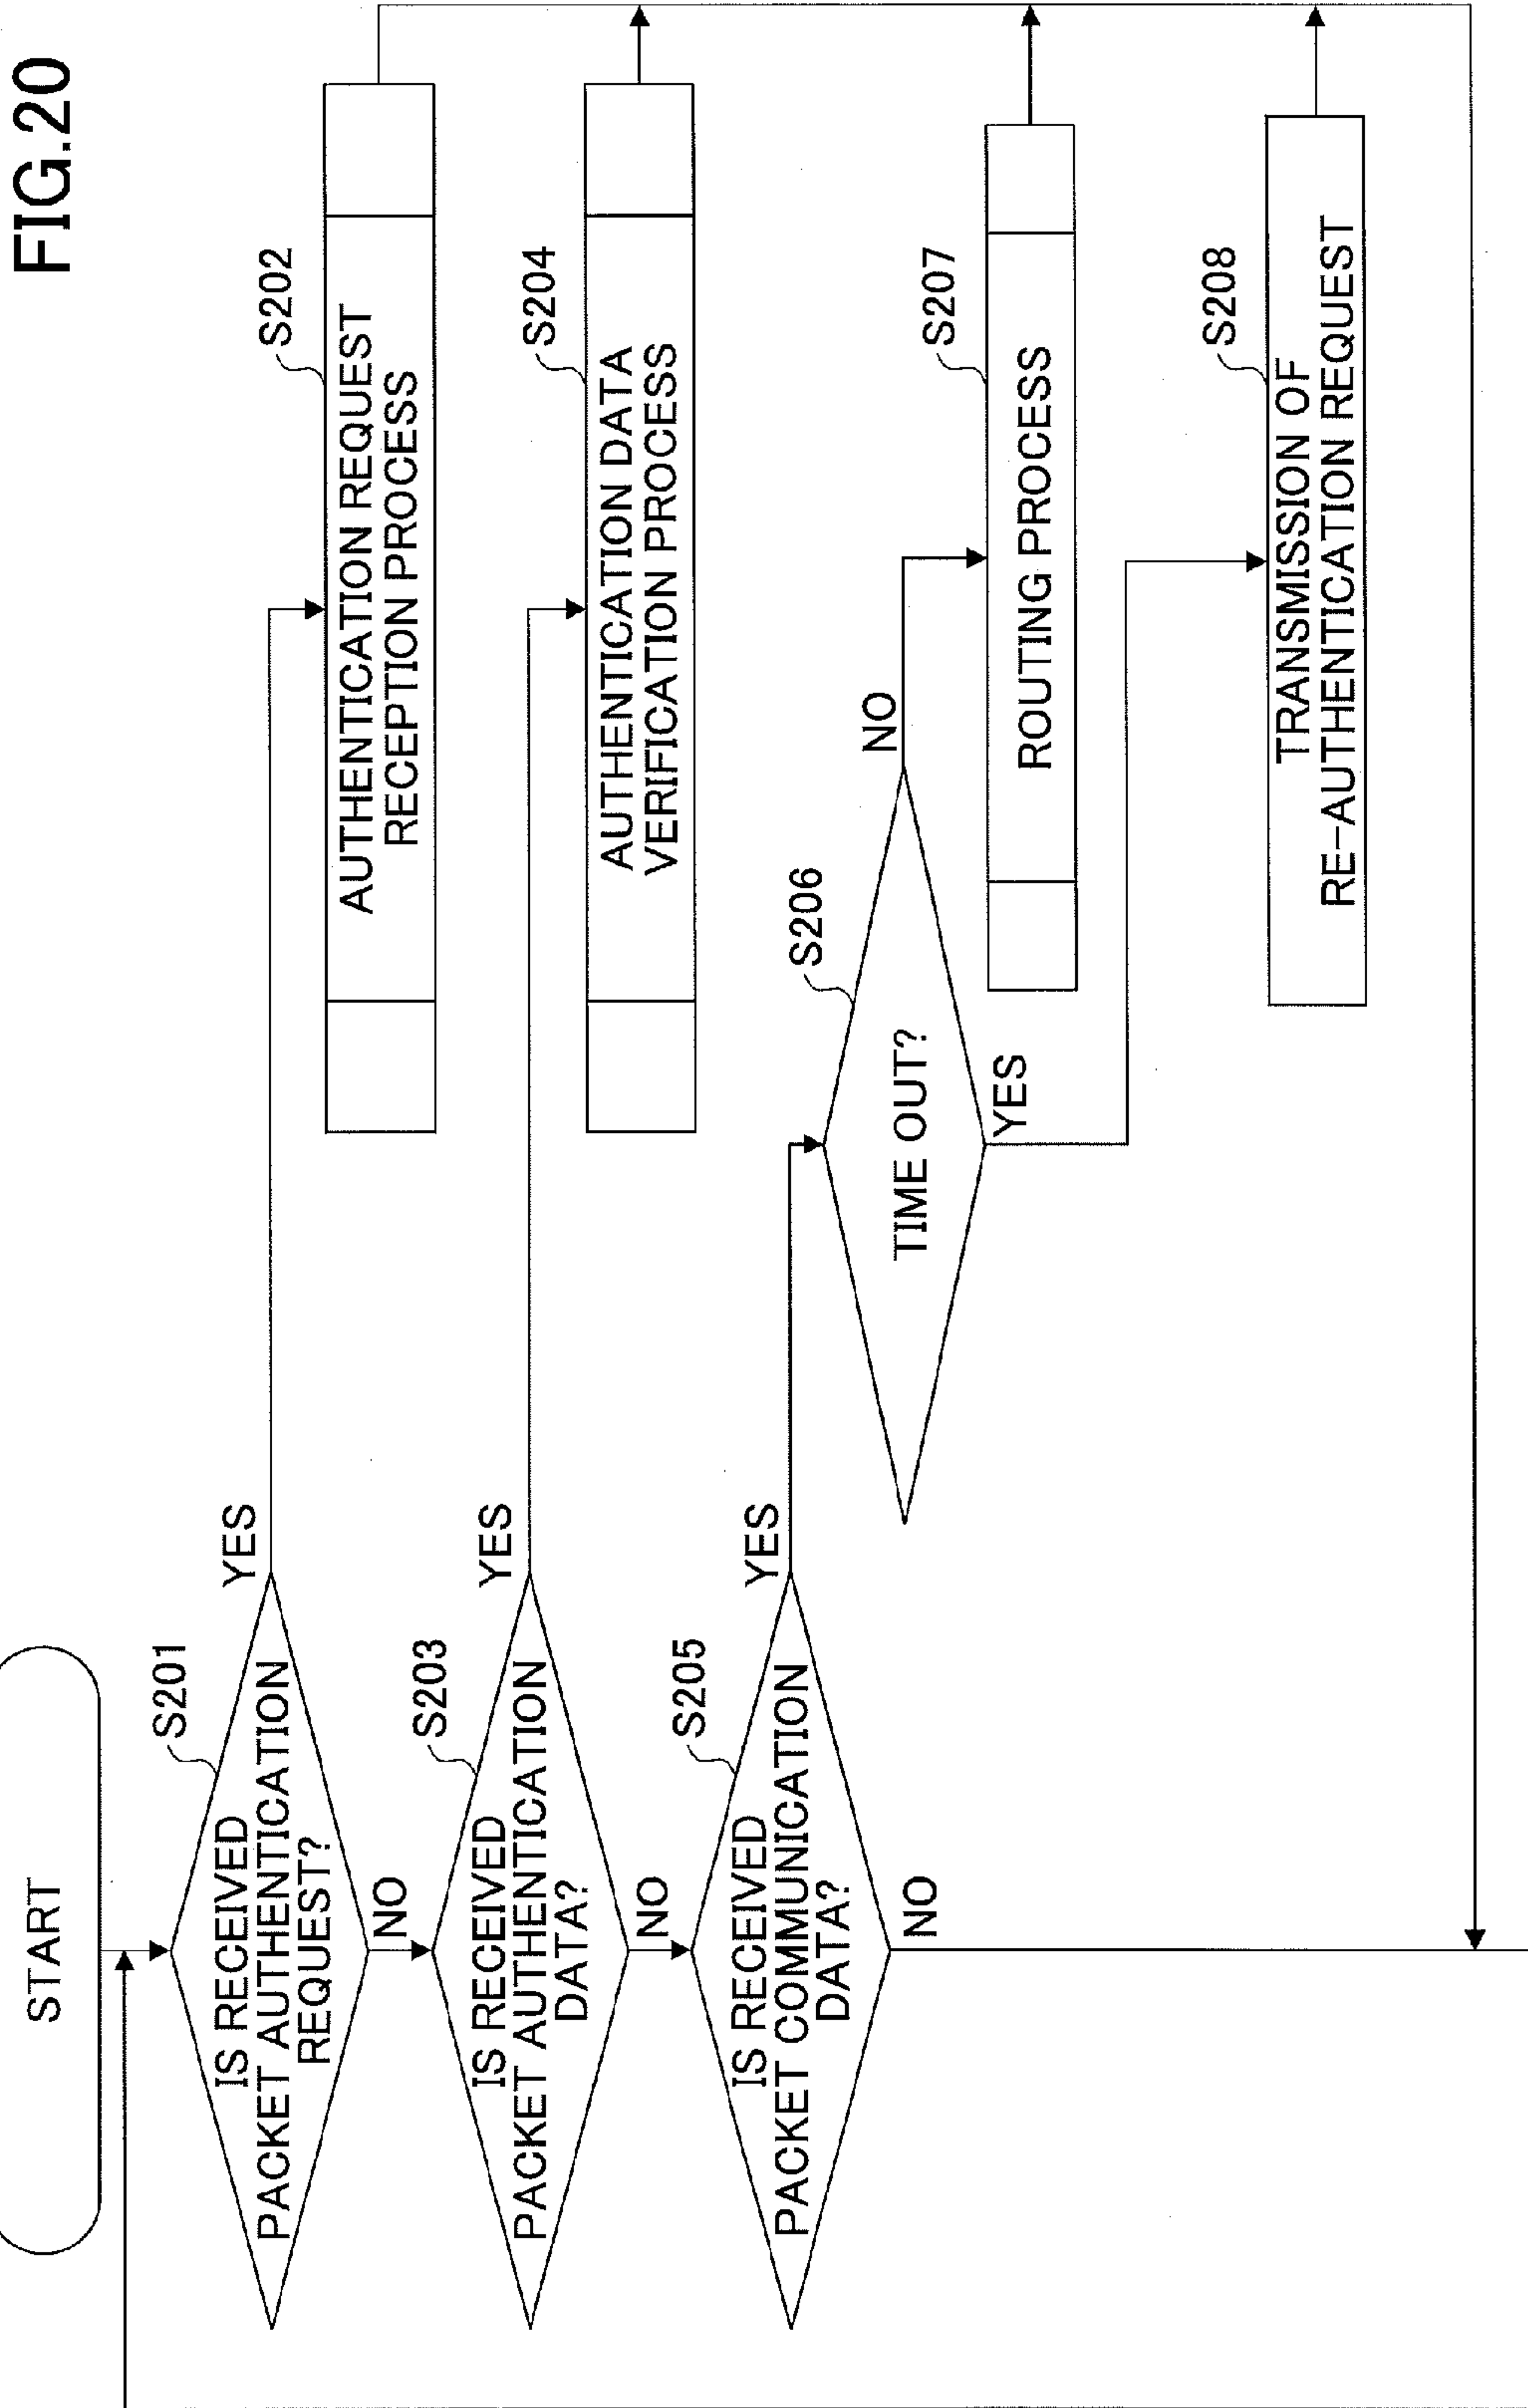 FIG.20
START
S201
IS RECEIVED
PACKET AUTHENTICATION
REQUEST?
YES
NO
S202
AUTHENTICATION REQUEST
RECEPTION PROCESS
S203
IS RECEIVED
PACKET AUTHENTICATION
DATA?
YES
NO
S204
AUTHENTICATION DATA
VERIFICATION PROCESS
S205
IS RECEIVED
PACKET COMMUNICATION
DATA?
YES
NO
S206
TIME OUT?
NO
YES
S207
ROUTING PROCESS
S208
TRANSMISSION OF
RE-AUTHENTICATION REQUEST